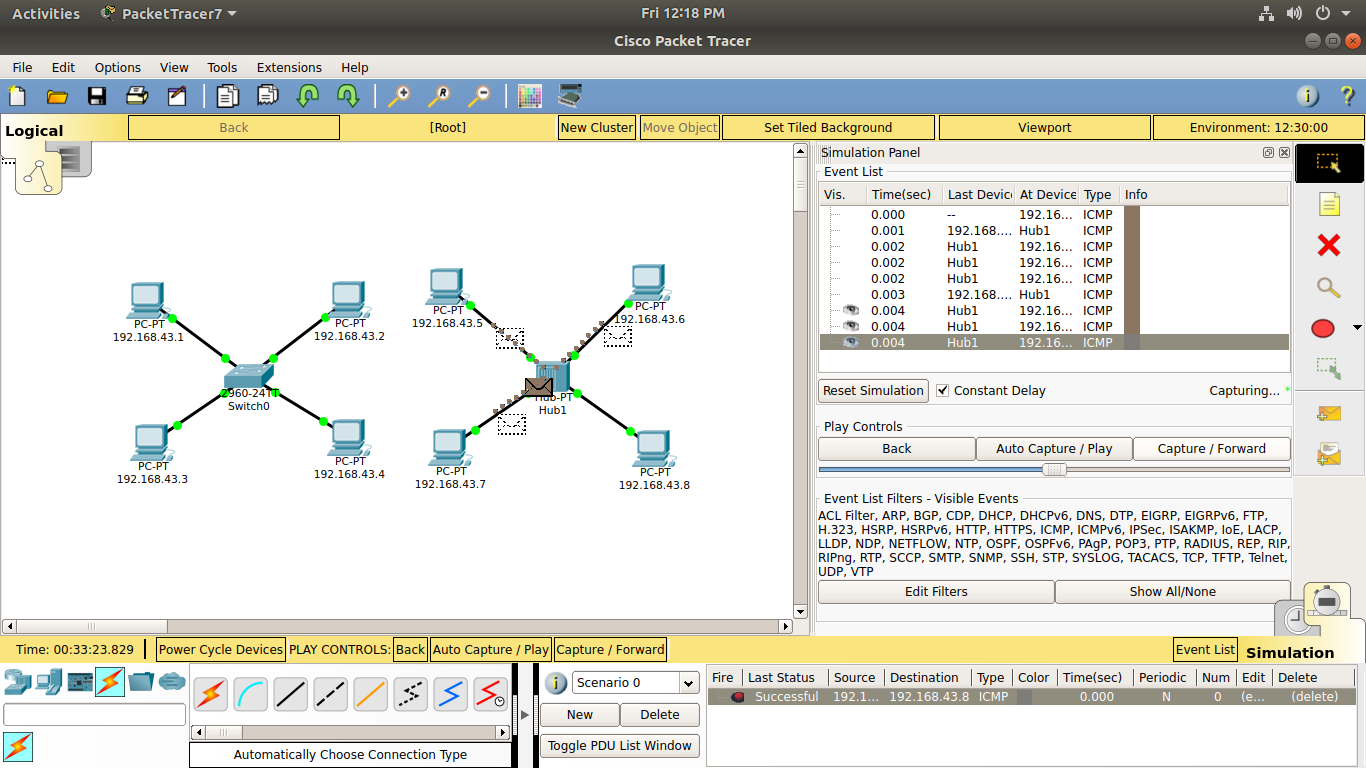 Activities PacketTracer7 Fri 12:18 PM
Cisco Packet Tracer
File Edit Options View Tools Extensions Help
Logical Back [Root] New Cluster Move Object Set Tiled Background Viewport Environment: 12:30:00
PC-PT
192.168.43.1
PC-PT
192.168.43.2
2960-24TT
Switch0
PC-PT
192.168.43.3
PC-PT
192.168.43.4
PC-PT
192.168.43.5
PC-PT
192.168.43.6
Hub-PT
Hub1
PC-PT
192.168.43.7
PC-PT
192.168.43.8
Simulation Panel
Event List
Vis. Time(sec) Last Device At Device Type Info
0.000 -- 192.16... ICMP
0.001 192.168.... Hub1 ICMP
0.002 Hub1 192.16... ICMP
0.002 Hub1 192.16... ICMP
0.002 Hub1 192.16... ICMP
0.003 192.168.... Hub1 ICMP
0.004 Hub1 192.16... ICMP
0.004 Hub1 192.16... ICMP
0.004 Hub1 192.16... ICMP
Reset Simulation Constant Delay Capturing... *
Play Controls
Back Auto Capture / Play Capture / Forward
Event List Filters - Visible Events
ACL Filter, ARP, BGP, CDP, DHCP, DHCPv6, DNS, DTP, EIGRP, EIGRPv6, FTP,
H.323, HSRP, HSRPv6, HTTP, HTTPS, ICMP, ICMPv6, IPSec, ISAKMP, IoE, LACP,
LLDP, NDP, NETFLOW, NTP, OSPF, OSPFv6, PAgP, POP3, PTP, RADIUS, REP, RIP,
RIPng, RTP, SCCP, SMTP, SNMP, SSH, STP, SYSLOG, TACACS, TCP, TFTP, Telnet,
UDP, VTP
Edit Filters Show All/None
Time: 00:33:23.829 Power Cycle Devices PLAY CONTROLS: Back Auto Capture / Play Capture / Forward Event List Simulation
Scenario 0
New Delete
Toggle PDU List Window
Automatically Choose Connection Type
Fire Last Status Source Destination Type Color Time(sec) Periodic Num Edit Delete
Successful 192.1... 192.168.43.8 ICMP 0.000 N 0 (e... (delete)